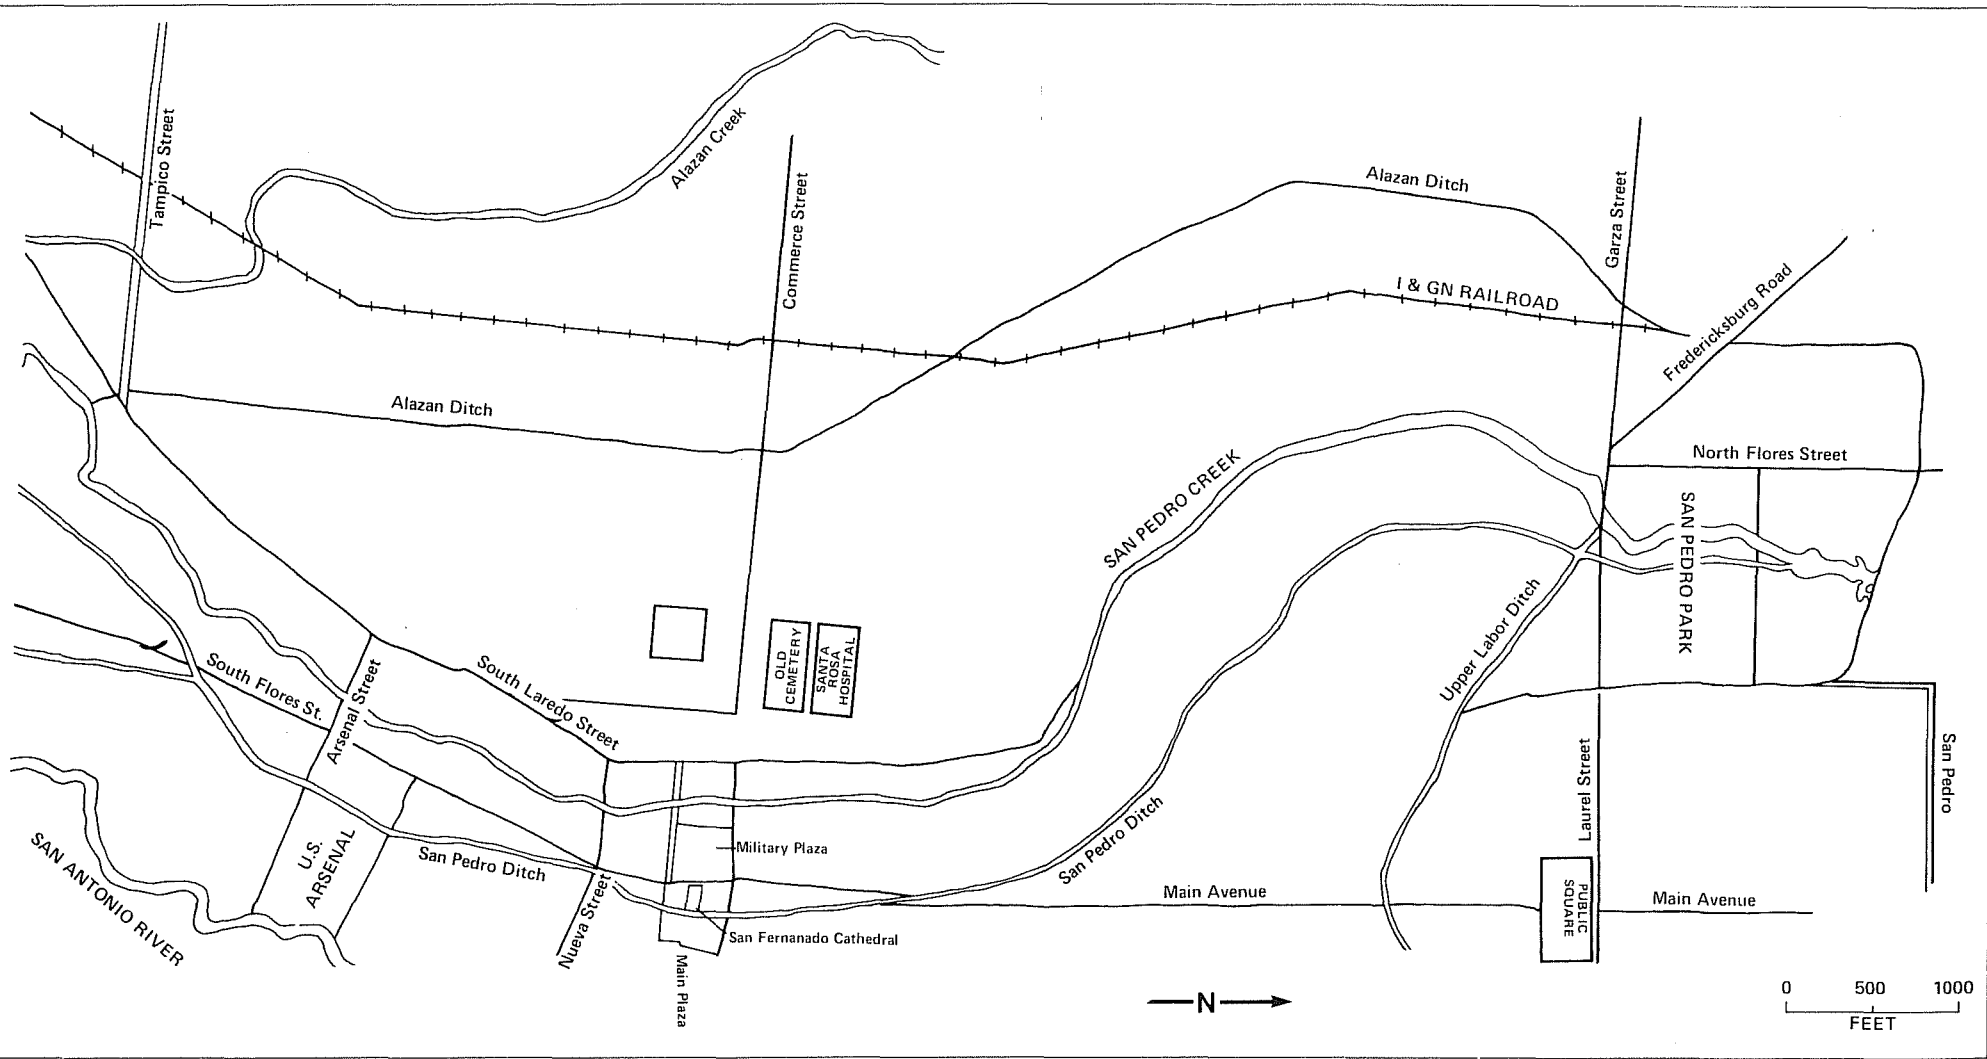 Tampico Street
Alazan Creek
Commerce Street
Alazan Ditch
Garza Street
I & GN RAILROAD
Fredericksburg Road
Alazan Ditch
North Flores Street
SAN PEDRO CREEK
SAN PEDRO PARK
Upper Labor Ditch
OLD
CEMETERY
SANTA
ROSA
HOSPITAL
South Flores St.
Arsenal Street
South Laredo Street
Laurel Street
San Pedro
U.S.
ARSENAL
San Pedro Ditch
Military Plaza
San Pedro Ditch
SAN ANTONIO RIVER
Nueva Street
San Fernanado Cathedral
Main Plaza
Main Avenue
PUBLIC
SQUARE
Main Avenue
N
0 500 1000
FEET